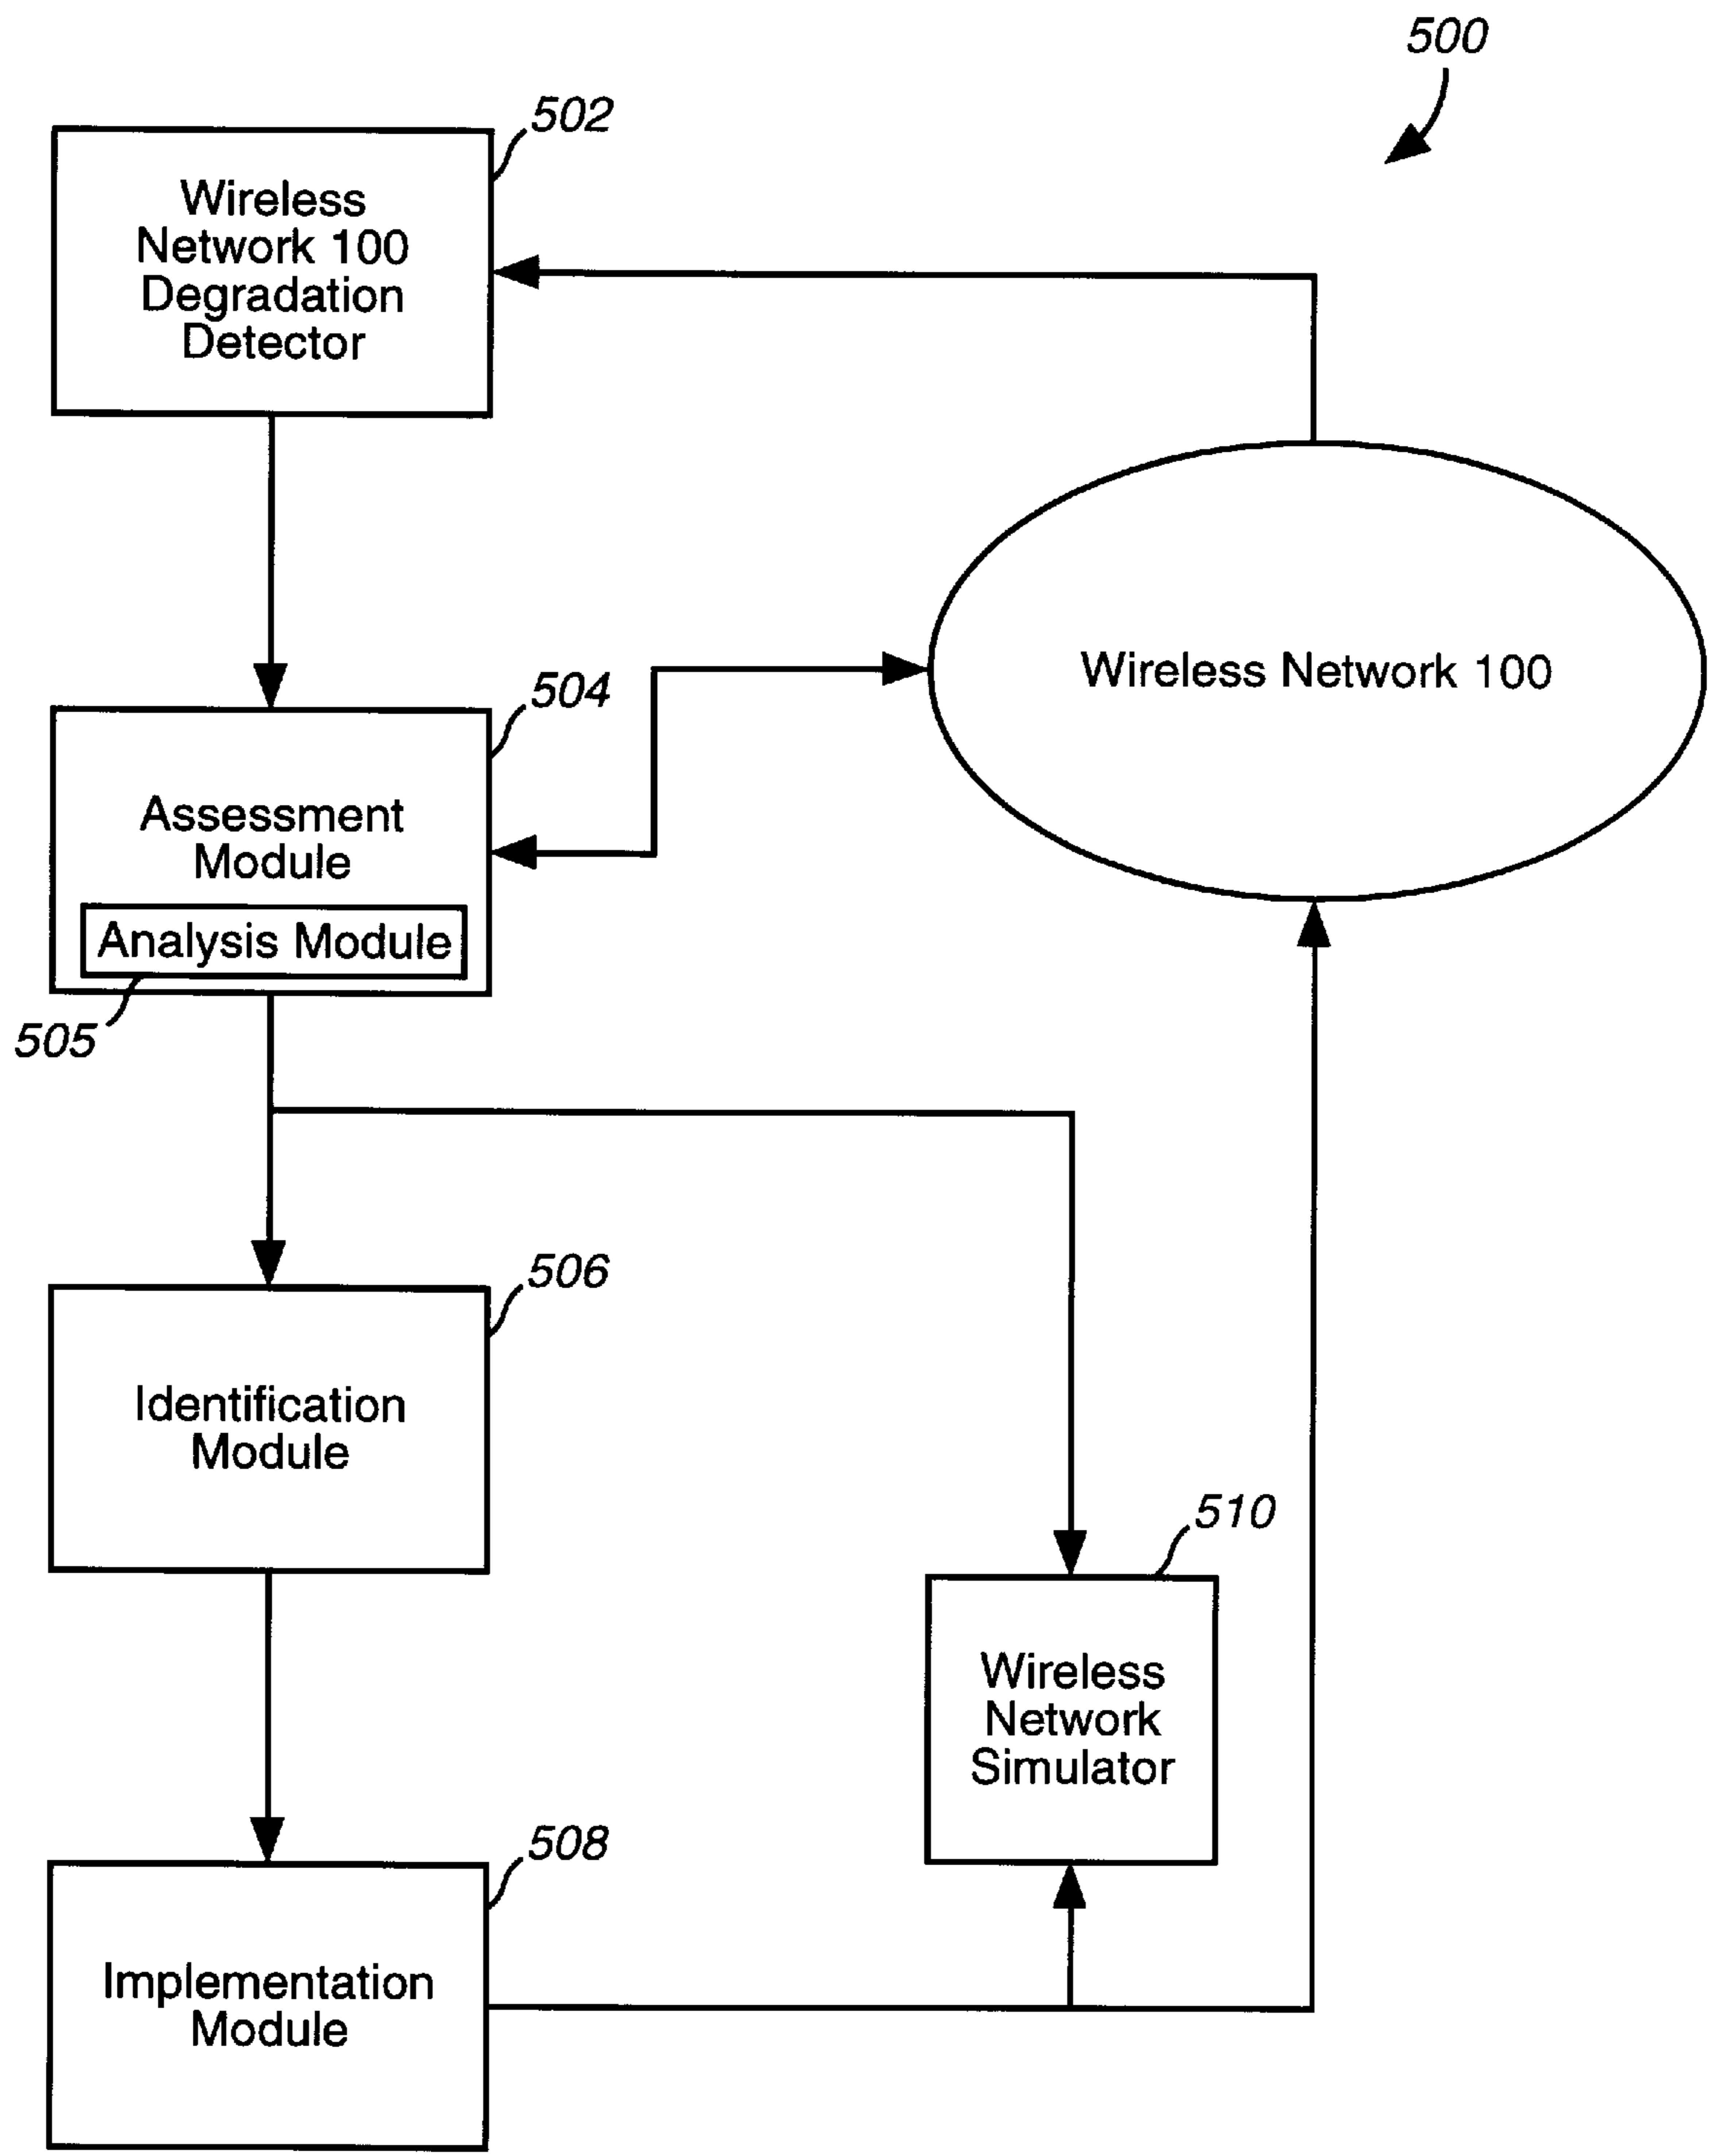 500
502
Wireless
Network 100
Degradation
Detector
Wireless Network 100
504
Assessment
Module
Analysis Module
505
506
Identification
Module
510
Wireless
Network
Simulator
508
Implementation
Module